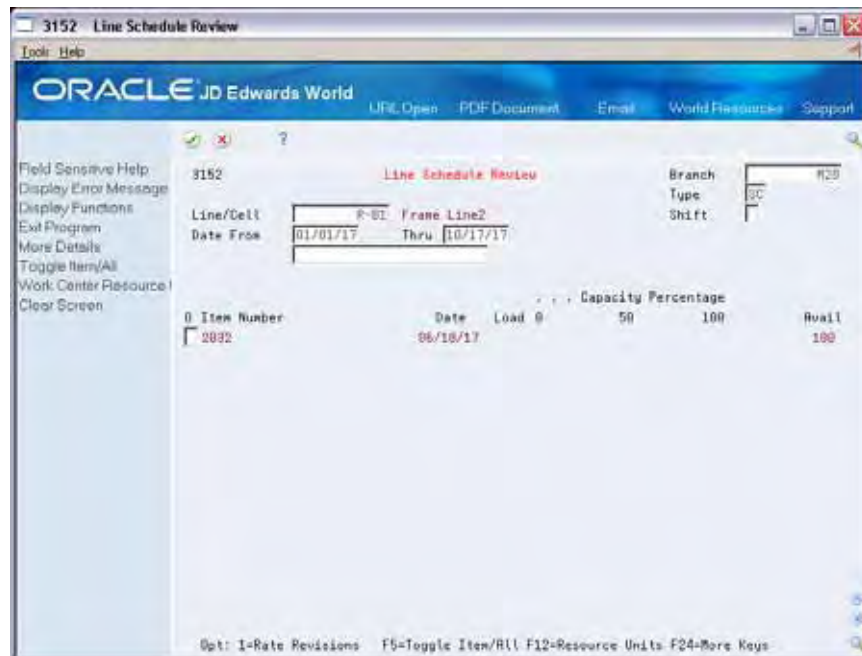 3152 Line Schedule Review
Tools Help
ORACLE JD Edwards World
URL Open PDF Document Email World Resources Support
?
Field Sensitive Help
Display Error Message
Display Functions
Exit Program
More Details
Toggle Item/All
Work Center Resource
Clear Screen
3152 Line Schedule Review Branch M20
Type SC
Line/Cell Frame Line2 Shift
Date From 01/01/17 Thru 10/17/17
. . . Capacity Percentage
O Item Number Date Load 0 50 100 Avail
2032 06/18/17 100
Opt: 1=Rate Revisions F5=Toggle Item/All F12=Resource Units F24=More Keys